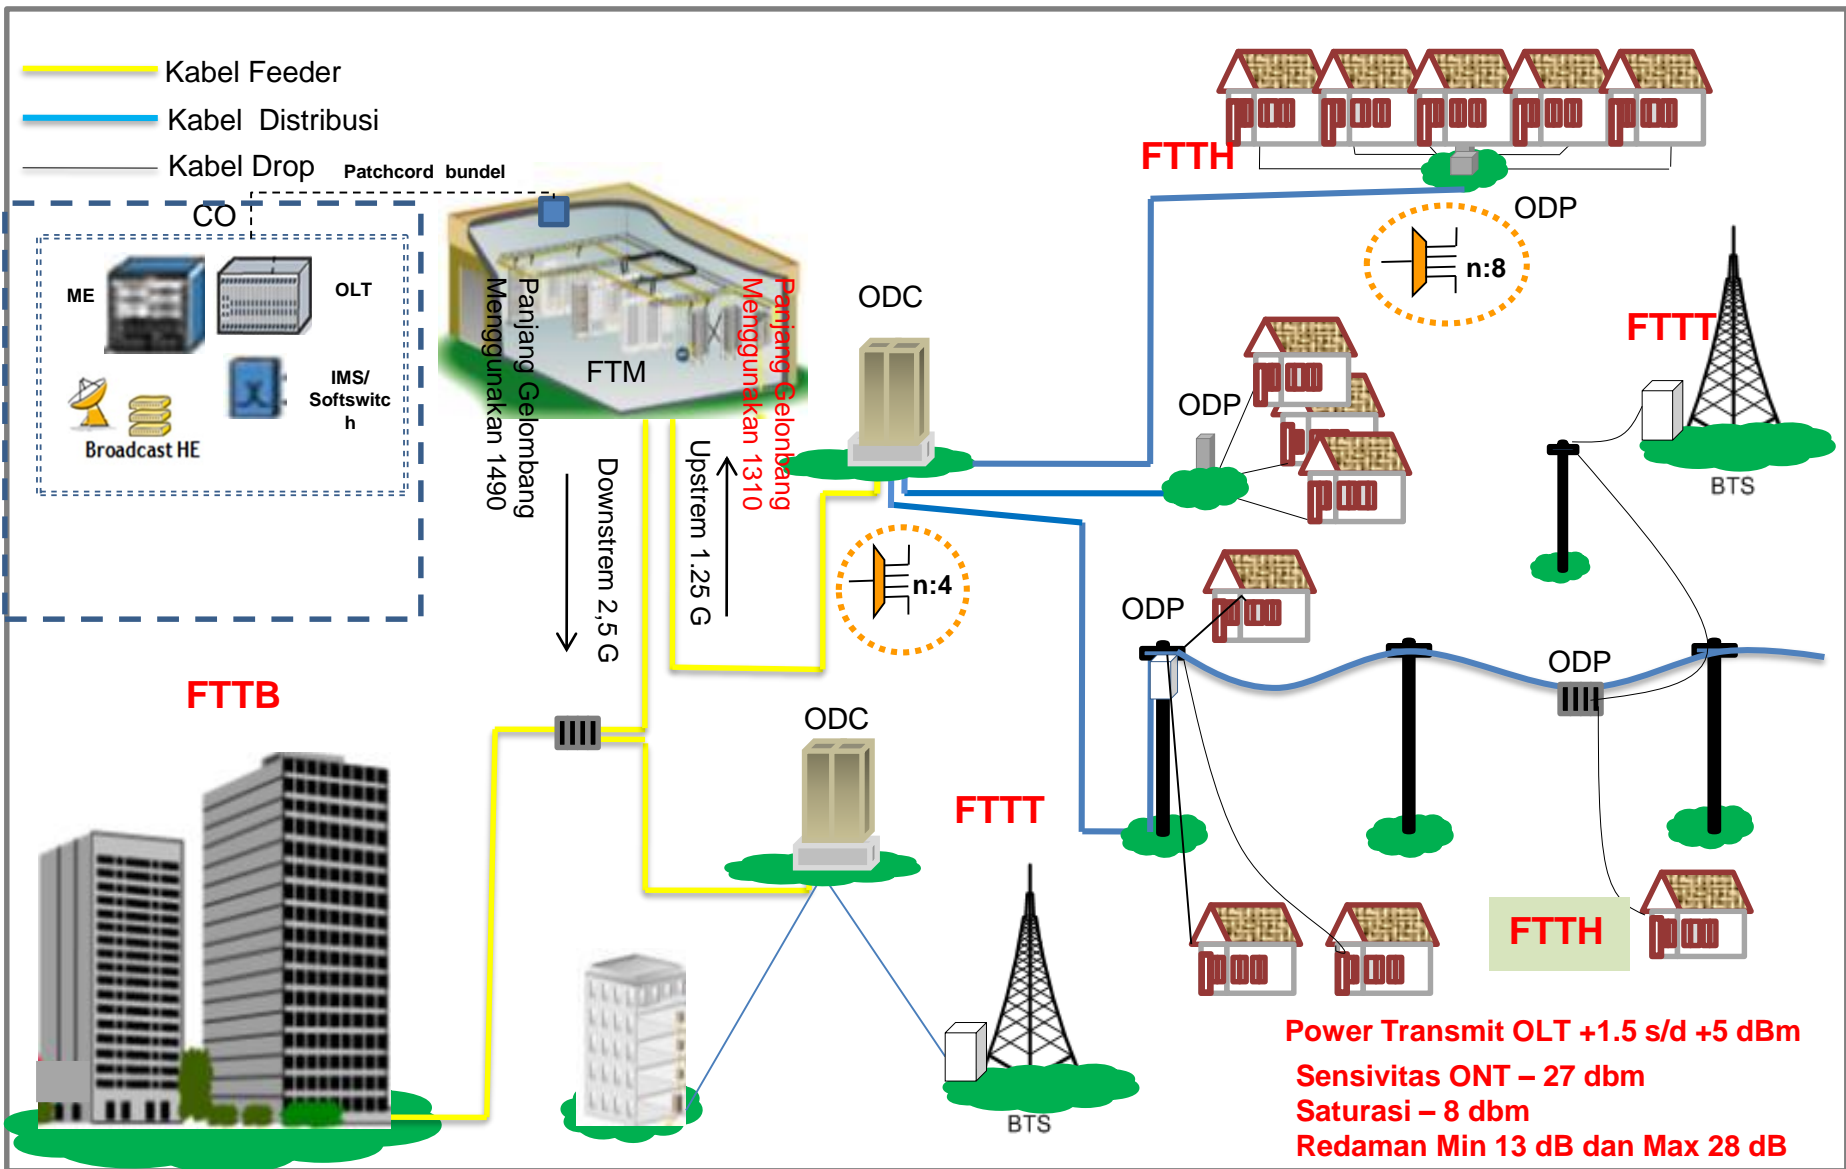 Kabel Feeder
Kabel Distribusi
Kabel Drop
Patchcord bundel
CO
ME
OLT
IMS/
Softswitc
h
Broadcast HE
FTM
Panjang Gelombang
Menggunakan 1490
Downstrem 2,5 G
Upstrem 1.25 G
Panjang Gelonbang
Menggunakan 1310
ODC
n:4
FTTH
ODP
n:8
FTTT
BTS
ODP
ODP
ODP
FTTB
ODC
FTTT
BTS
FTTH
Power Transmit OLT +1.5 s/d +5 dBm
Sensivitas ONT – 27 dbm
Saturasi – 8 dbm
Redaman Min 13 dB dan Max 28 dB